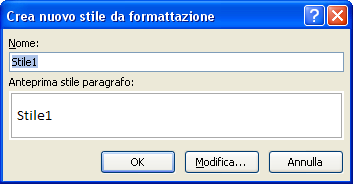 Crea nuovo stile da formattazione
Nome:
Stile1
Anteprima stile paragrafo:
Stile1
OK Modifica... Annulla